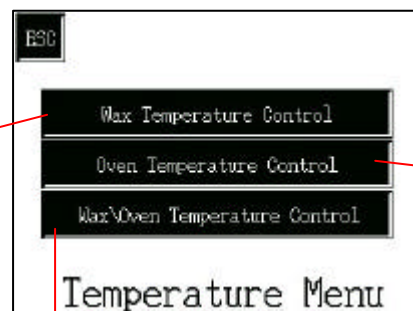 ESC
Wax Temperature Control
Oven Temperature Control
Wax\Oven Temperature Control
Temperature Menu